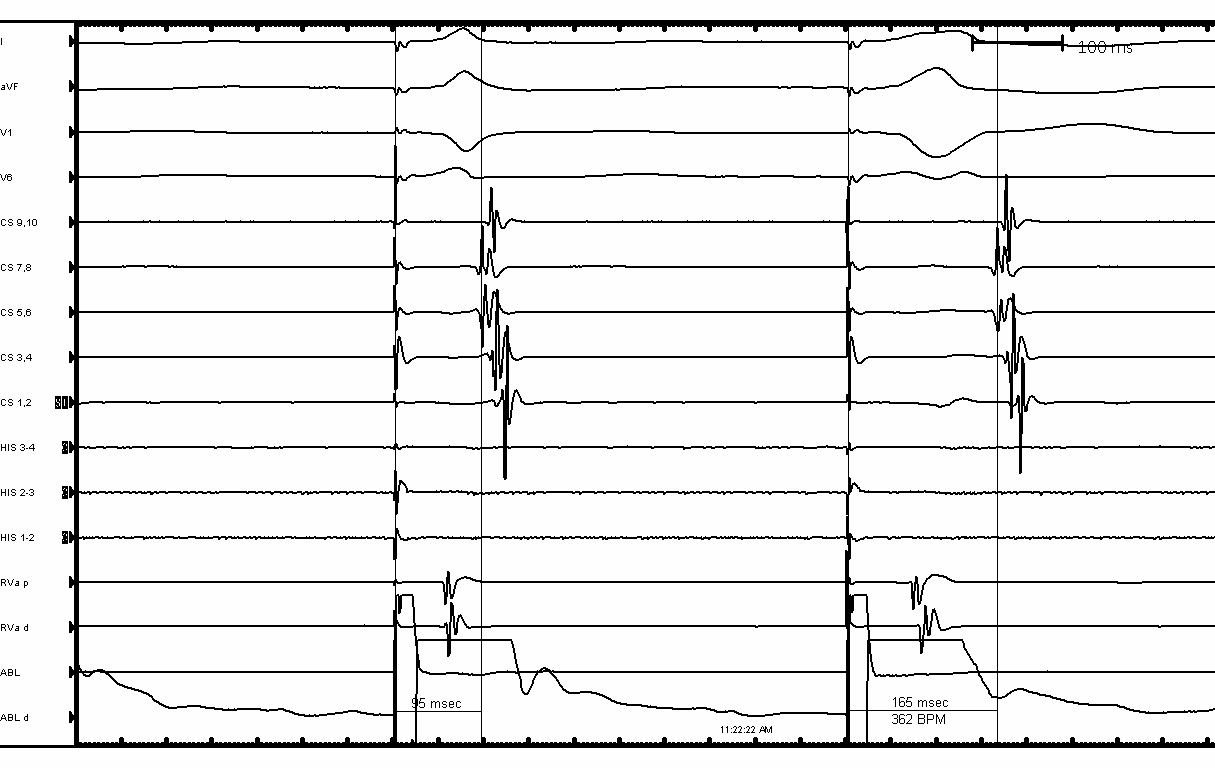 I
100 ms
aVF
V1
V6
CS 9,10
CS 7,8
CS 5,6
CS 3,4
CS 1,2
HIS 3-4
HIS 2-3
HIS 1-2
RVa p
RVa d
ABL
95 msec
165 msec
ABL d
362 BPM
11:22:22 AM